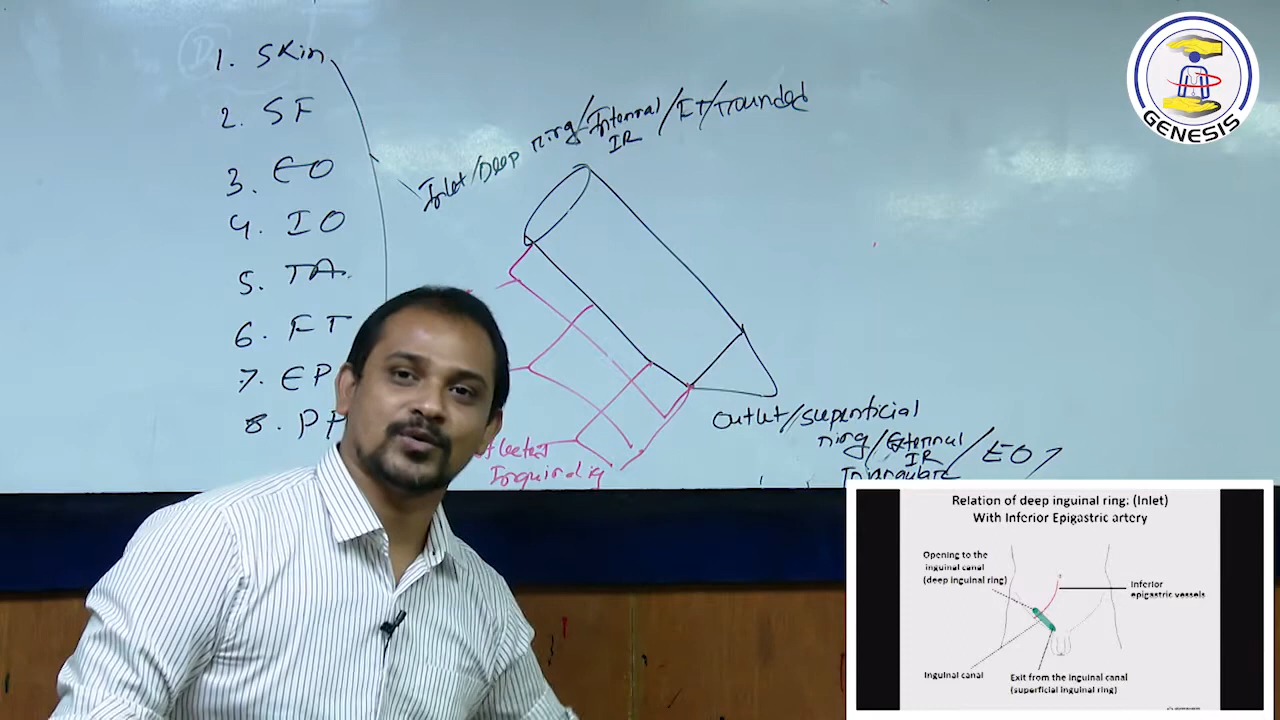 1. Skin
2. SF
3. EO
4. IO
5. TA.
6. FT
7. EP
8. PP
Inlet/Deep ring/Internal IR/FT/rounded
Outlet/superficial
ring/External IR/EO/
Inguinal lig
GENESIS
Relation of deep inguinal ring: (Inlet)
With Inferior Epigastric artery
Opening to the
inguinal canal
(deep inguinal ring)
Inferior
epigastric vessels
Inguinal canal
Exit from the inguinal canal
(superficial inguinal ring)